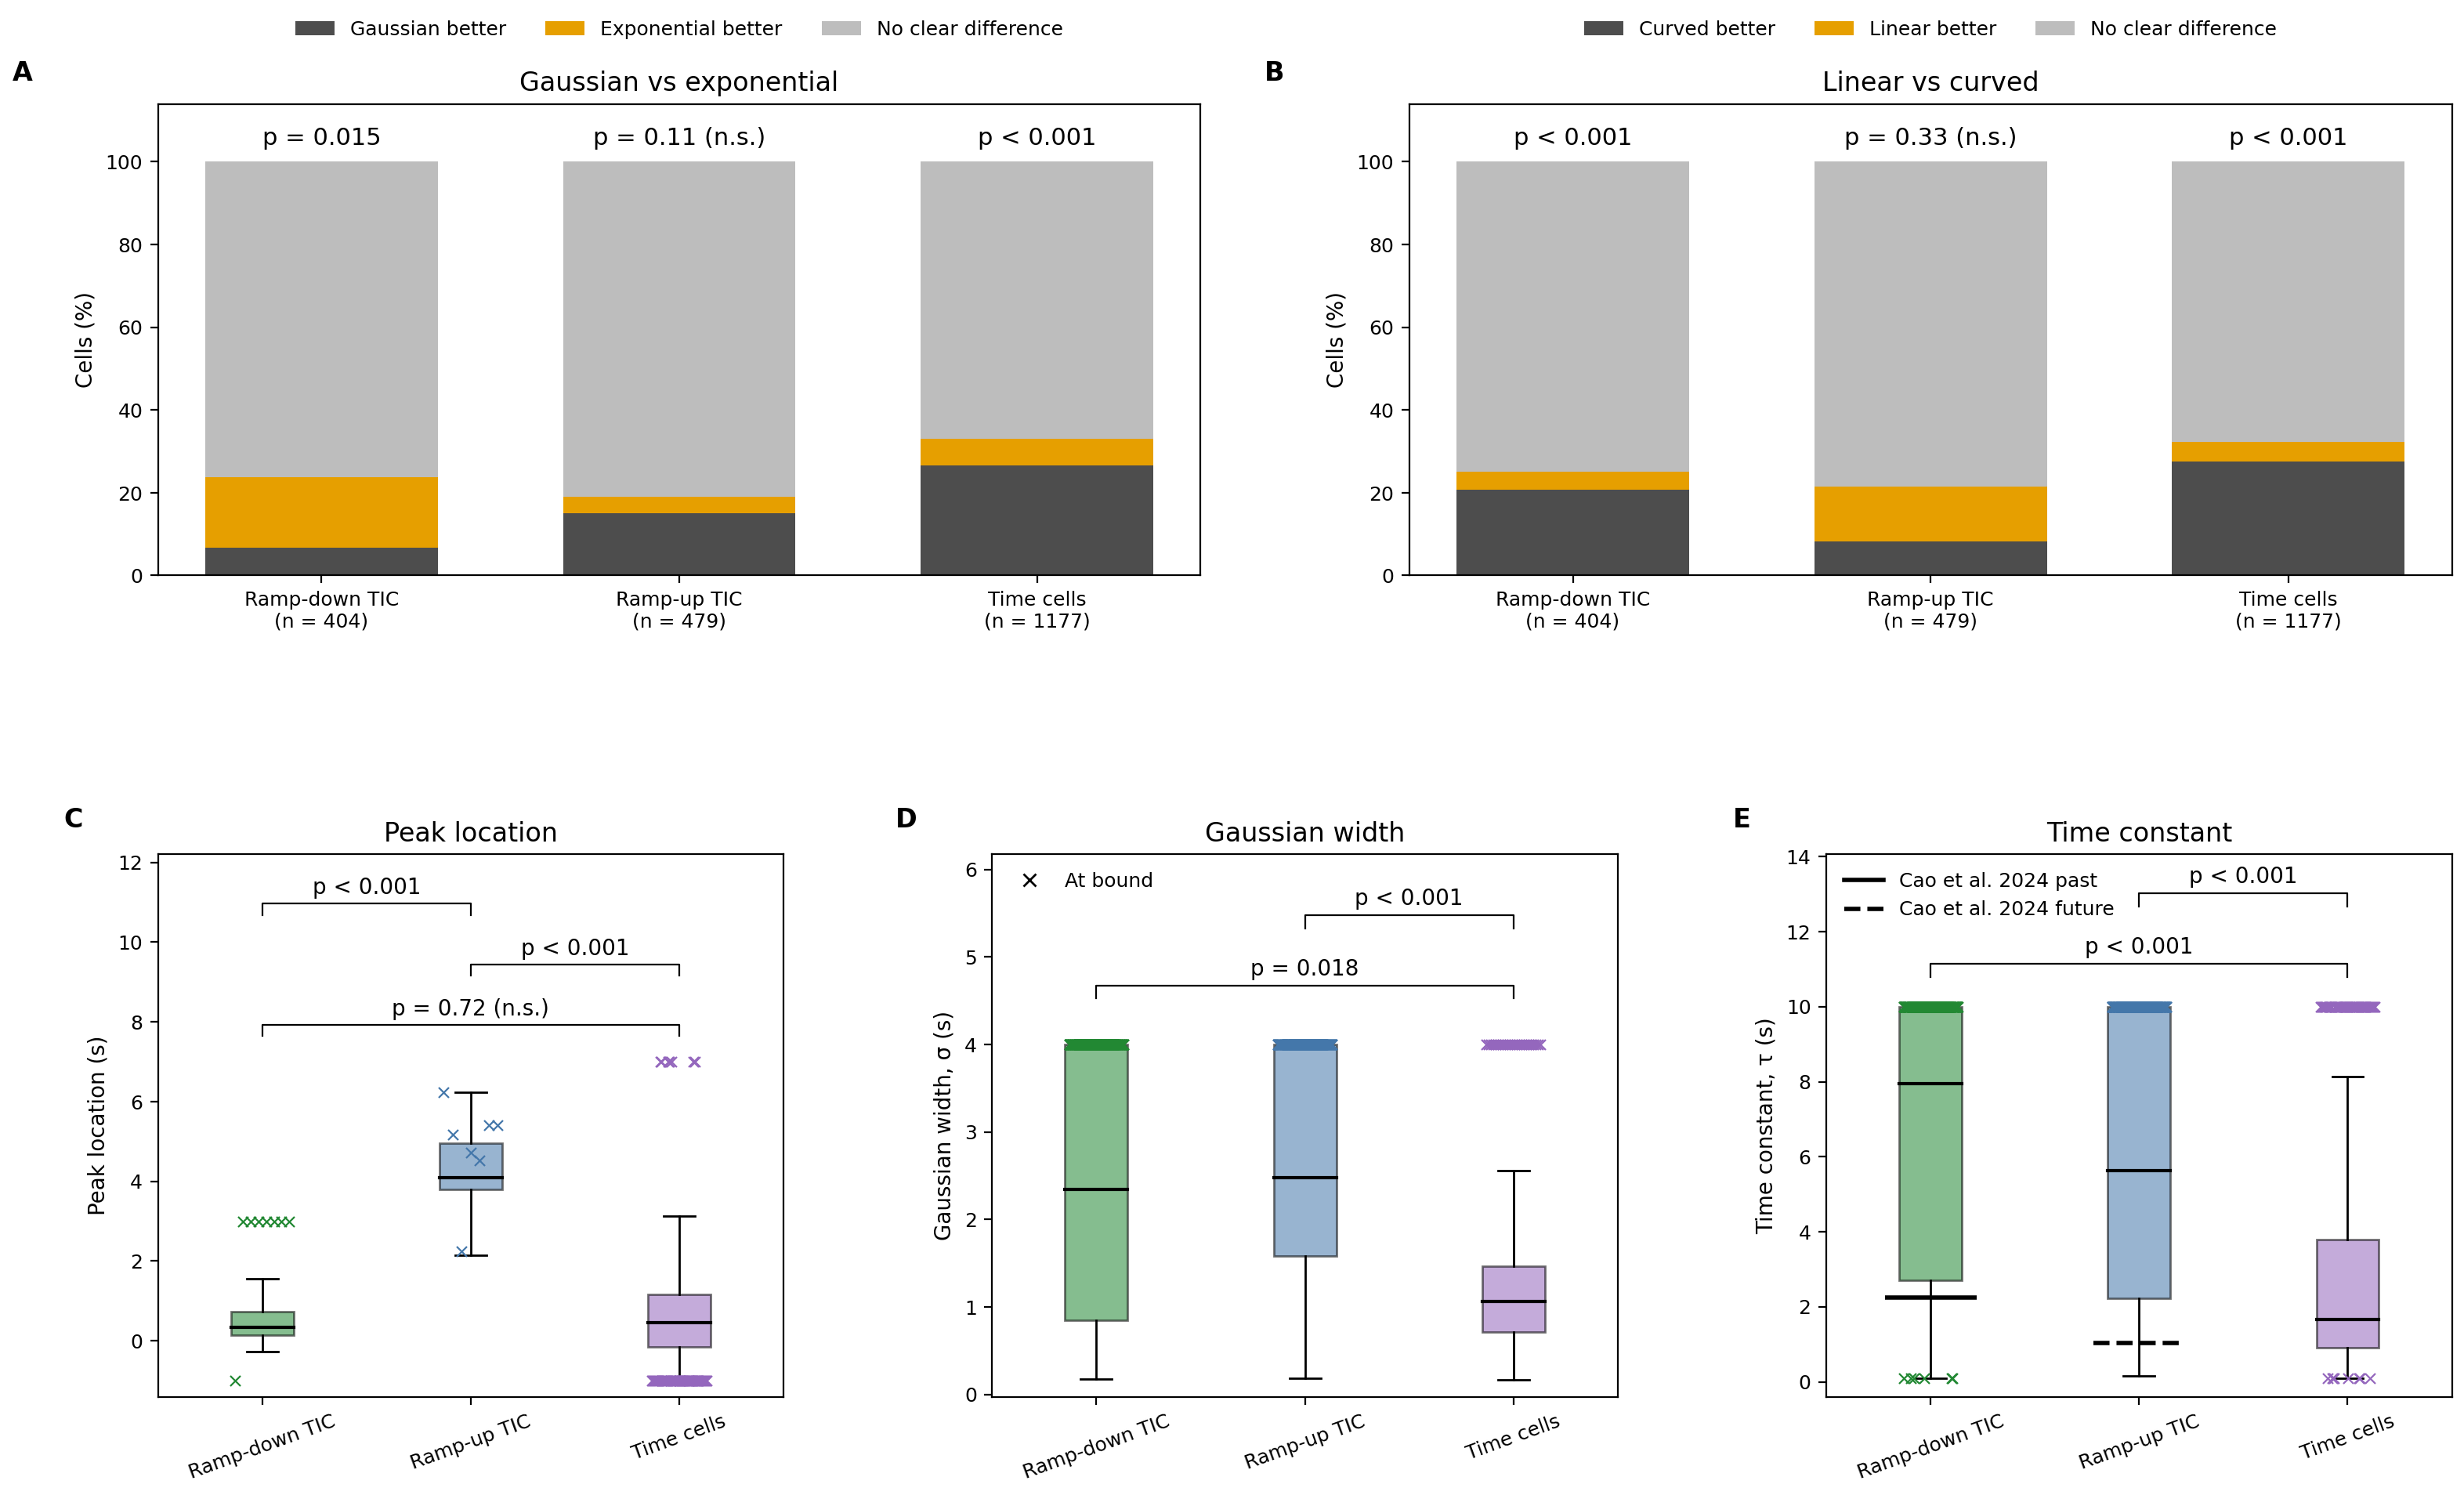 Gaussian better   Exponential better   No clear difference
Curved better   Linear better   No clear difference
A
Gaussian vs exponential
p = 0.015   p = 0.11 (n.s.)   p < 0.001
100
80
60
40
20
0
Cells (%)
Ramp-down TIC   Ramp-up TIC   Time cells
(n = 404)   (n = 479)   (n = 1177)
B
Linear vs curved
p < 0.001   p = 0.33 (n.s.)   p < 0.001
100
80
60
40
20
0
Cells (%)
Ramp-down TIC   Ramp-up TIC   Time cells
(n = 404)   (n = 479)   (n = 1177)
C
Peak location
12
10
8
6
4
2
0
Peak location (s)
p < 0.001
p < 0.001
p = 0.72 (n.s.)
Ramp-down TIC   Ramp-up TIC   Time cells
D
Gaussian width
6
5
4
3
2
1
0
Gaussian width, σ (s)
At bound
p < 0.001
p = 0.018
Ramp-down TIC   Ramp-up TIC   Time cells
E
Time constant
14
12
10
8
6
4
2
0
Time constant, τ (s)
Cao et al. 2024 past
Cao et al. 2024 future
p < 0.001
p < 0.001
Ramp-down TIC   Ramp-up TIC   Time cells